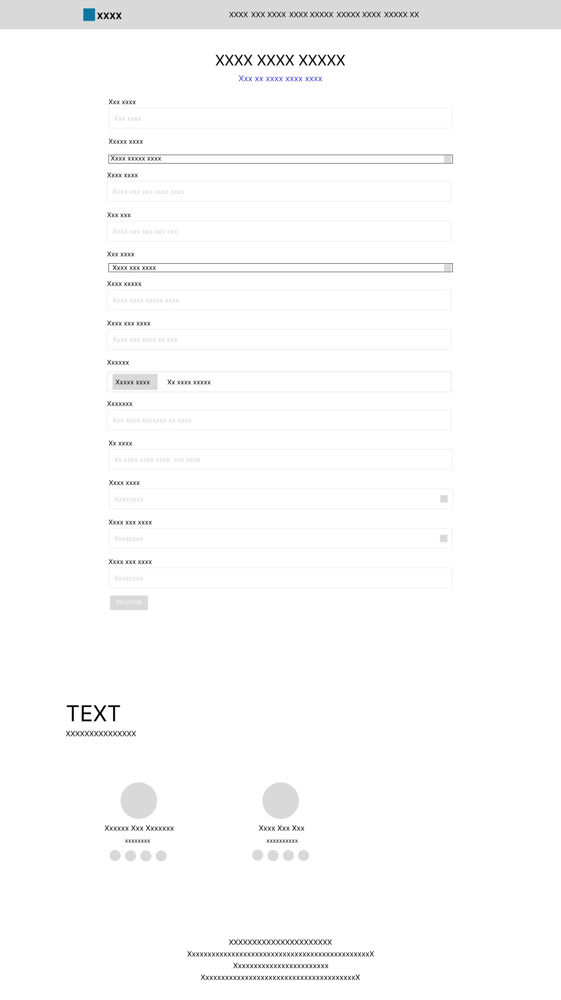 xxxx
XXXX XXX XXXX XXXX XXXXX XXXXX XXXX XXXXX XX
XXXX XXXX XXXXX
Xxx xx xxxx xxxx xxxx
Xxx xxxx
Xxx xxxx
Xxxxx xxxx
Xxxx xxxxx xxxx
Xxxx xxxx
Xxxx xxx xxx xxxx xxxx
Xxx xxx
Xxxx xxx xxx xxx xxx
Xxx xxxx
Xxxx xxx xxxx
Xxxx xxxxx
Xxxx xxxx xxxxx xxxx
Xxxx xxx xxxx
Xxxx xxx xxxx xx xxx
Xxxxxx
Xxxxx xxxx Xx xxxx xxxxx
Xxxxxxx
Xxx xxxx xxxxxxx xx xxxx
Xx xxxx
Xx xxxx xxxx xxxx xxx xxxx
Xxxx xxxx
Xxxxxxxx
Xxxx xxx xxxx
Xxxxxxxx
Xxxx xxx xxxx
Xxxxxxxx
Đăng nhập
TEXT
XXXXXXXXXXXXXXX
Xxxxxx Xxx Xxxxxxx Xxxx Xxx Xxx
xxxxxxxx xxxxxxxxxx
XXXXXXXXXXXXXXXXXXXXXX
XxxxxxxxxxxxxxxxxxxxxxxxxxxxxxxxxxxxxxxxxxxxxxX
Xxxxxxxxxxxxxxxxxxxxxxxx
XxxxxxxxxxxxxxxxxxxxxxxxxxxxxxxxxxxxxxX